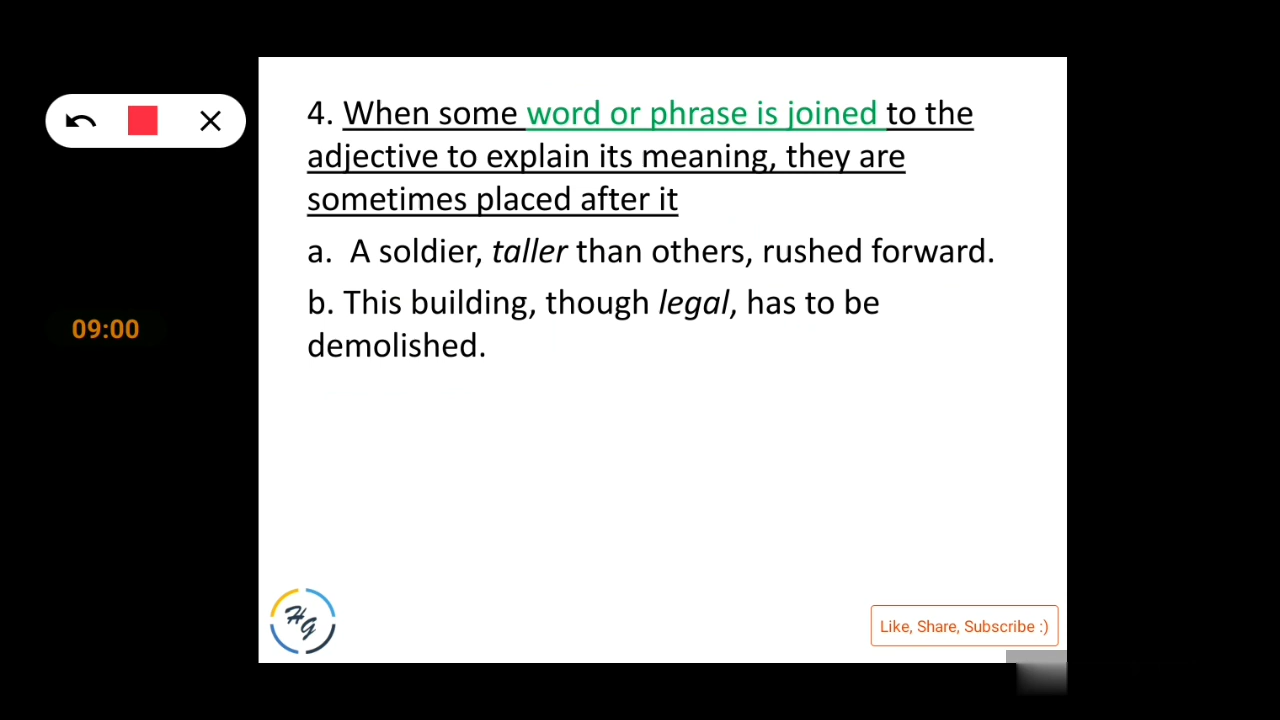 4. When some word or phrase is joined to the
adjective to explain its meaning, they are
sometimes placed after it
a. A soldier, taller than others, rushed forward.
b. This building, though legal, has to be
demolished.
09:00
HG
Like, Share, Subscribe :)